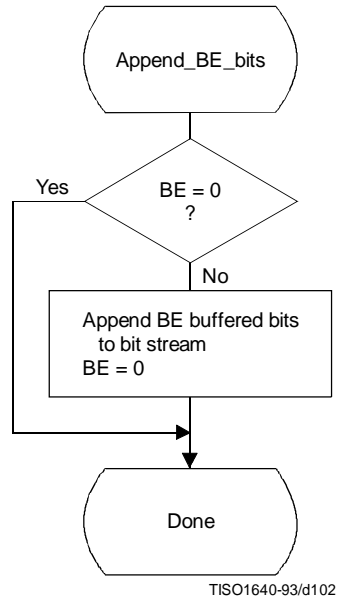 Append_BE_bits
Yes
BE = 0
?
No
Append BE buffered bits
to bit stream
BE = 0
Done
TISO1640-93/d102